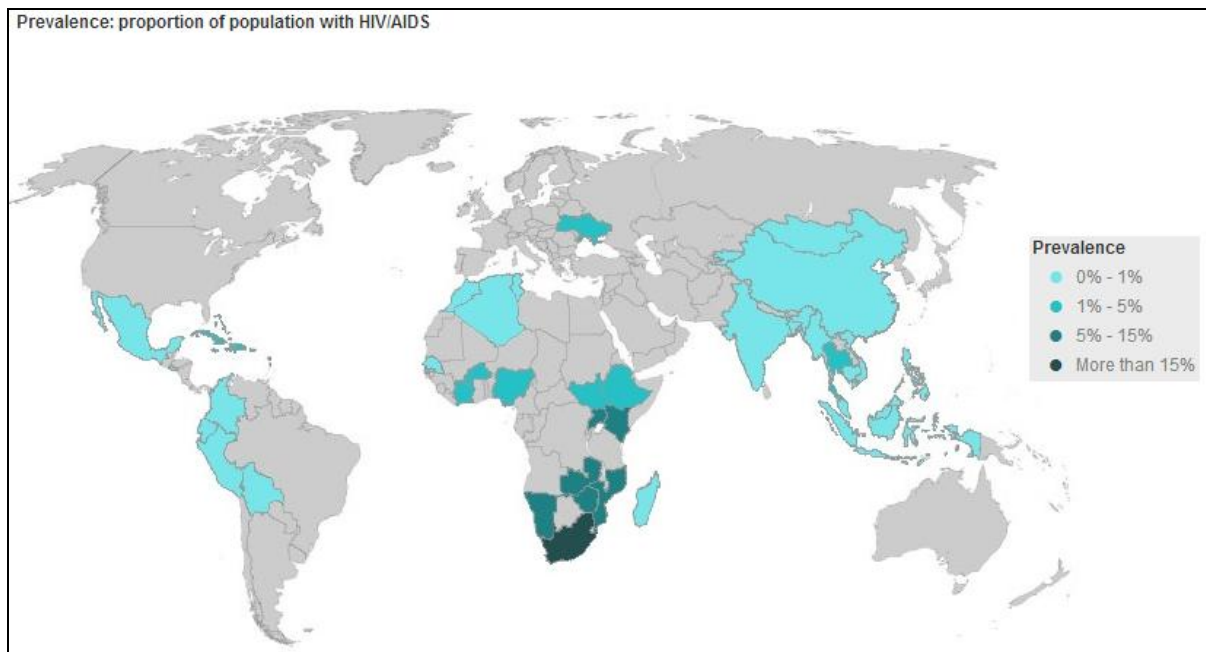 Prevalence: proportion of population with HIV/AIDS
Prevalence
0% - 1%
1% - 5%
5% - 15%
More than 15%